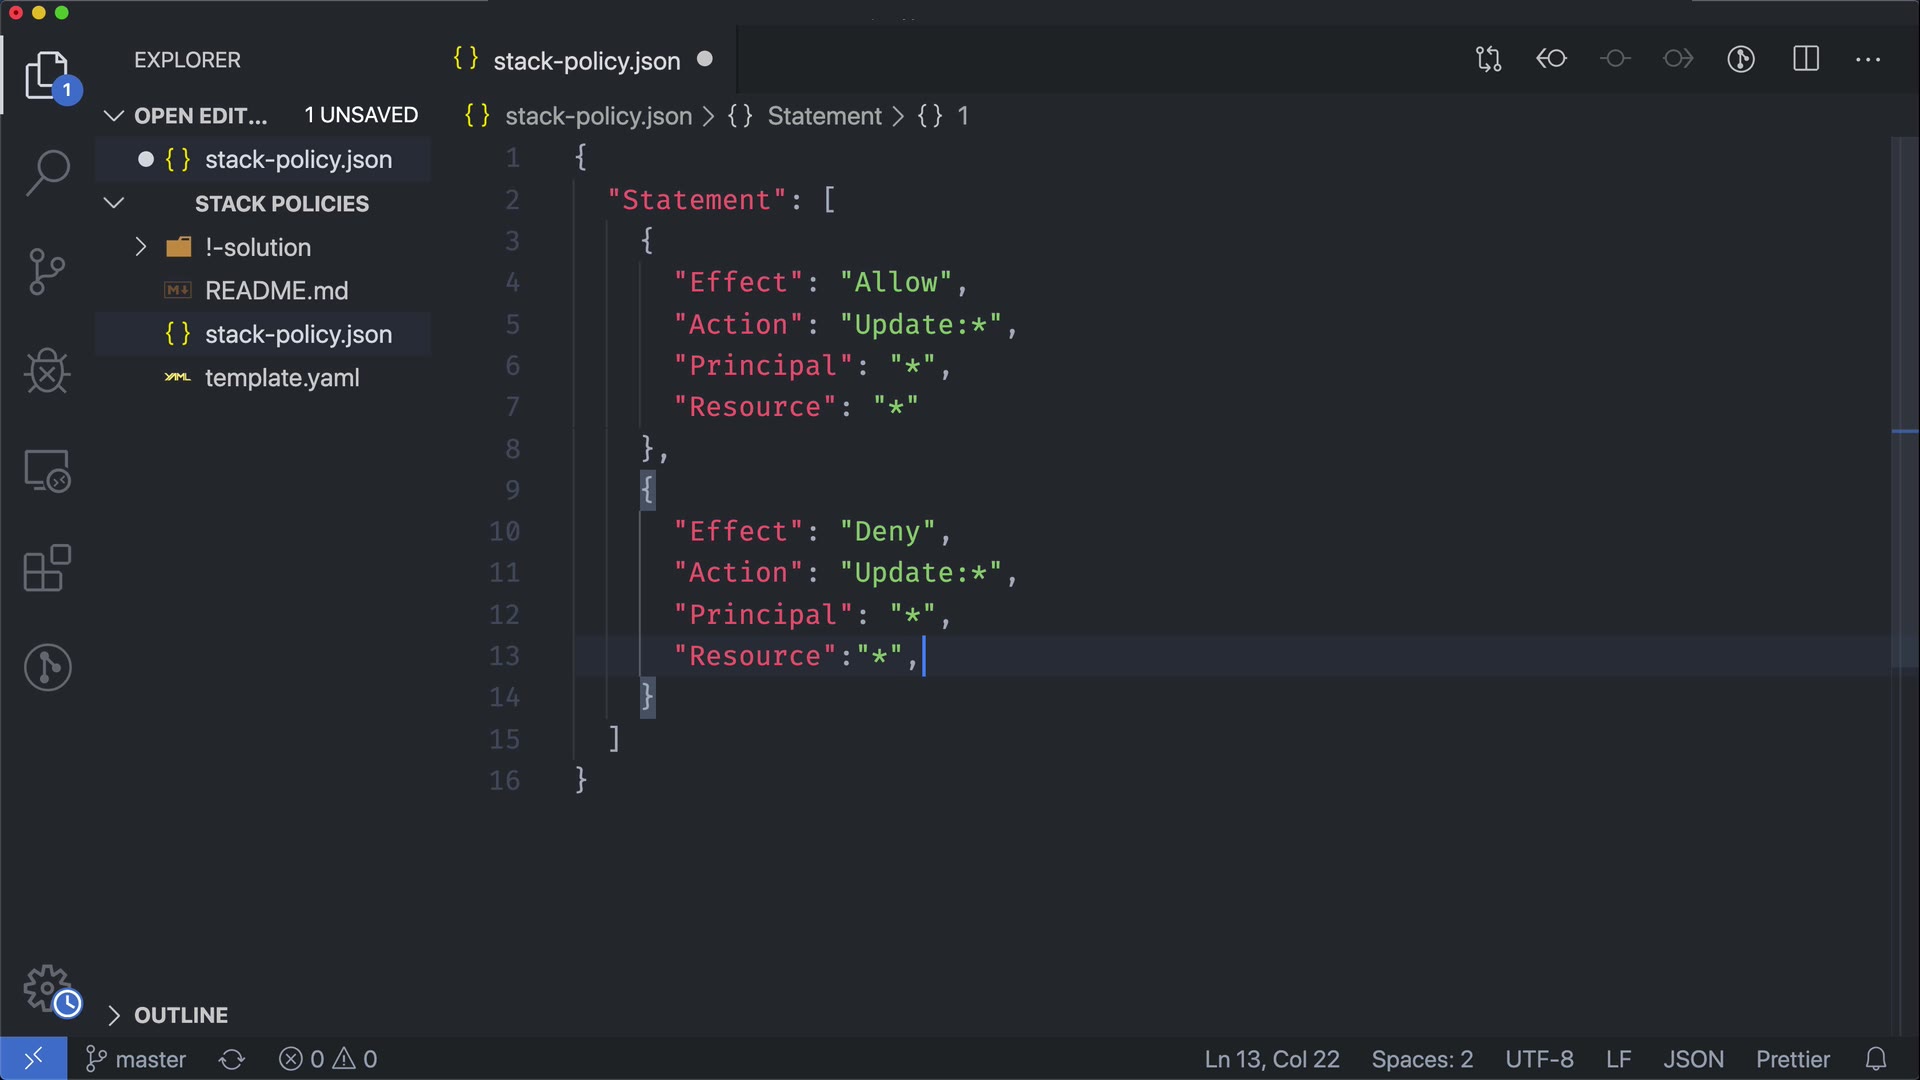 EXPLORER
OPEN EDIT... 1 UNSAVED
{} stack-policy.json
STACK POLICIES
!-solution
README.md
{} stack-policy.json
YAML template.yaml
OUTLINE
1
{} stack-policy.json
{} stack-policy.json > {} Statement > {} 1
1 {
2 "Statement": [
3 {
4 "Effect": "Allow",
5 "Action": "Update:*",
6 "Principal": "*",
7 "Resource": "*"
8 },
9 {
10 "Effect": "Deny",
11 "Action": "Update:*",
12 "Principal": "*",
13 "Resource":"*",
14 }
15 ]
16 }
master 0 0 Ln 13, Col 22 Spaces: 2 UTF-8 LF JSON Prettier